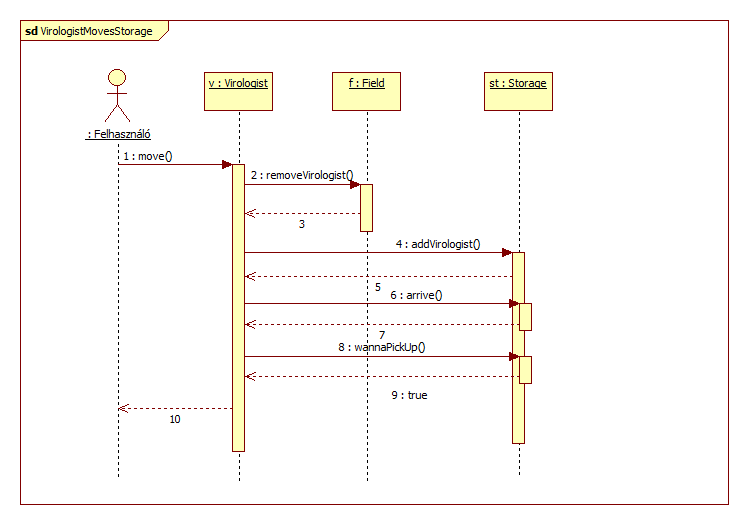 sd VirologistMovesStorage
v : Virologist
f : Field
st : Storage
: Felhasználó
1 : move()
2 : removeVirologist()
3
4 : addVirologist()
5
6 : arrive()
7
8 : wannaPickUp()
9 : true
10